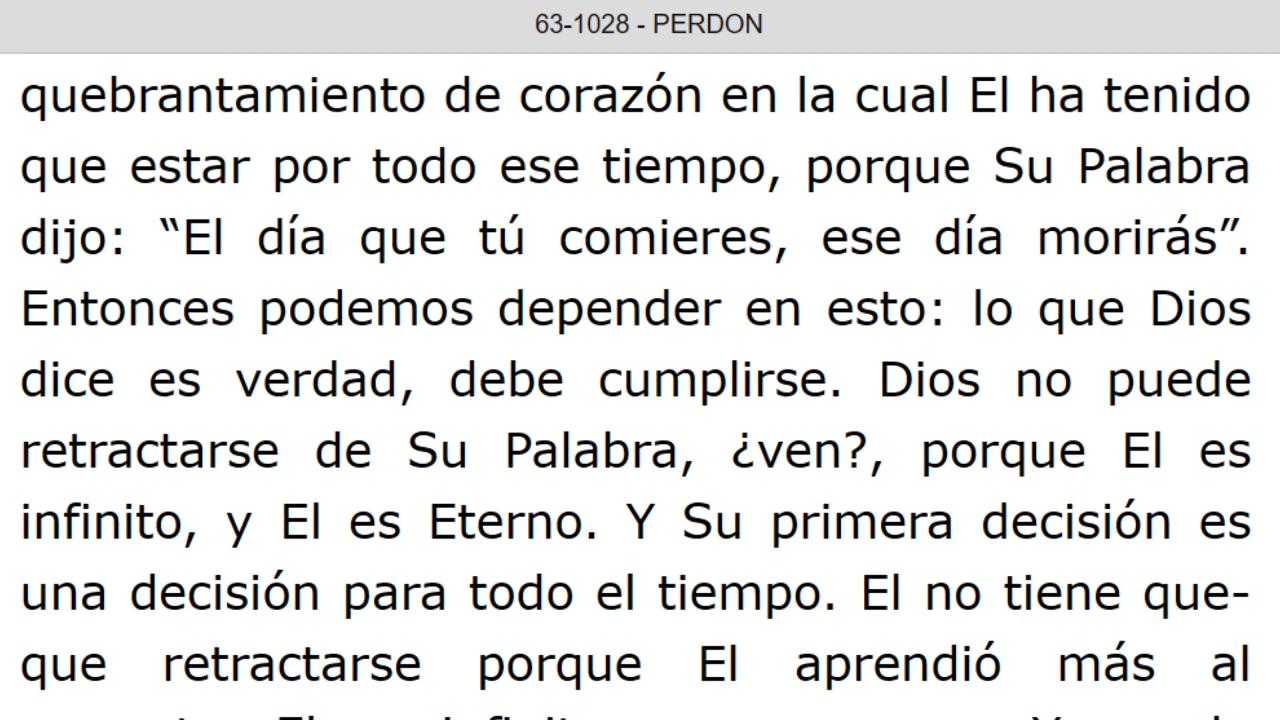 63-1028 - PERDON
quebrantamiento de corazón en la cual El ha tenido
que estar por todo ese tiempo, porque Su Palabra
dijo: “El día que tú comieres, ese día morirás”.
Entonces podemos depender en esto: lo que Dios
dice es verdad, debe cumplirse. Dios no puede
retractarse de Su Palabra, ¿ven?, porque El es
infinito, y El es Eterno. Y Su primera decisión es
una decisión para todo el tiempo. El no tiene que-
que retractarse porque El aprendió más al